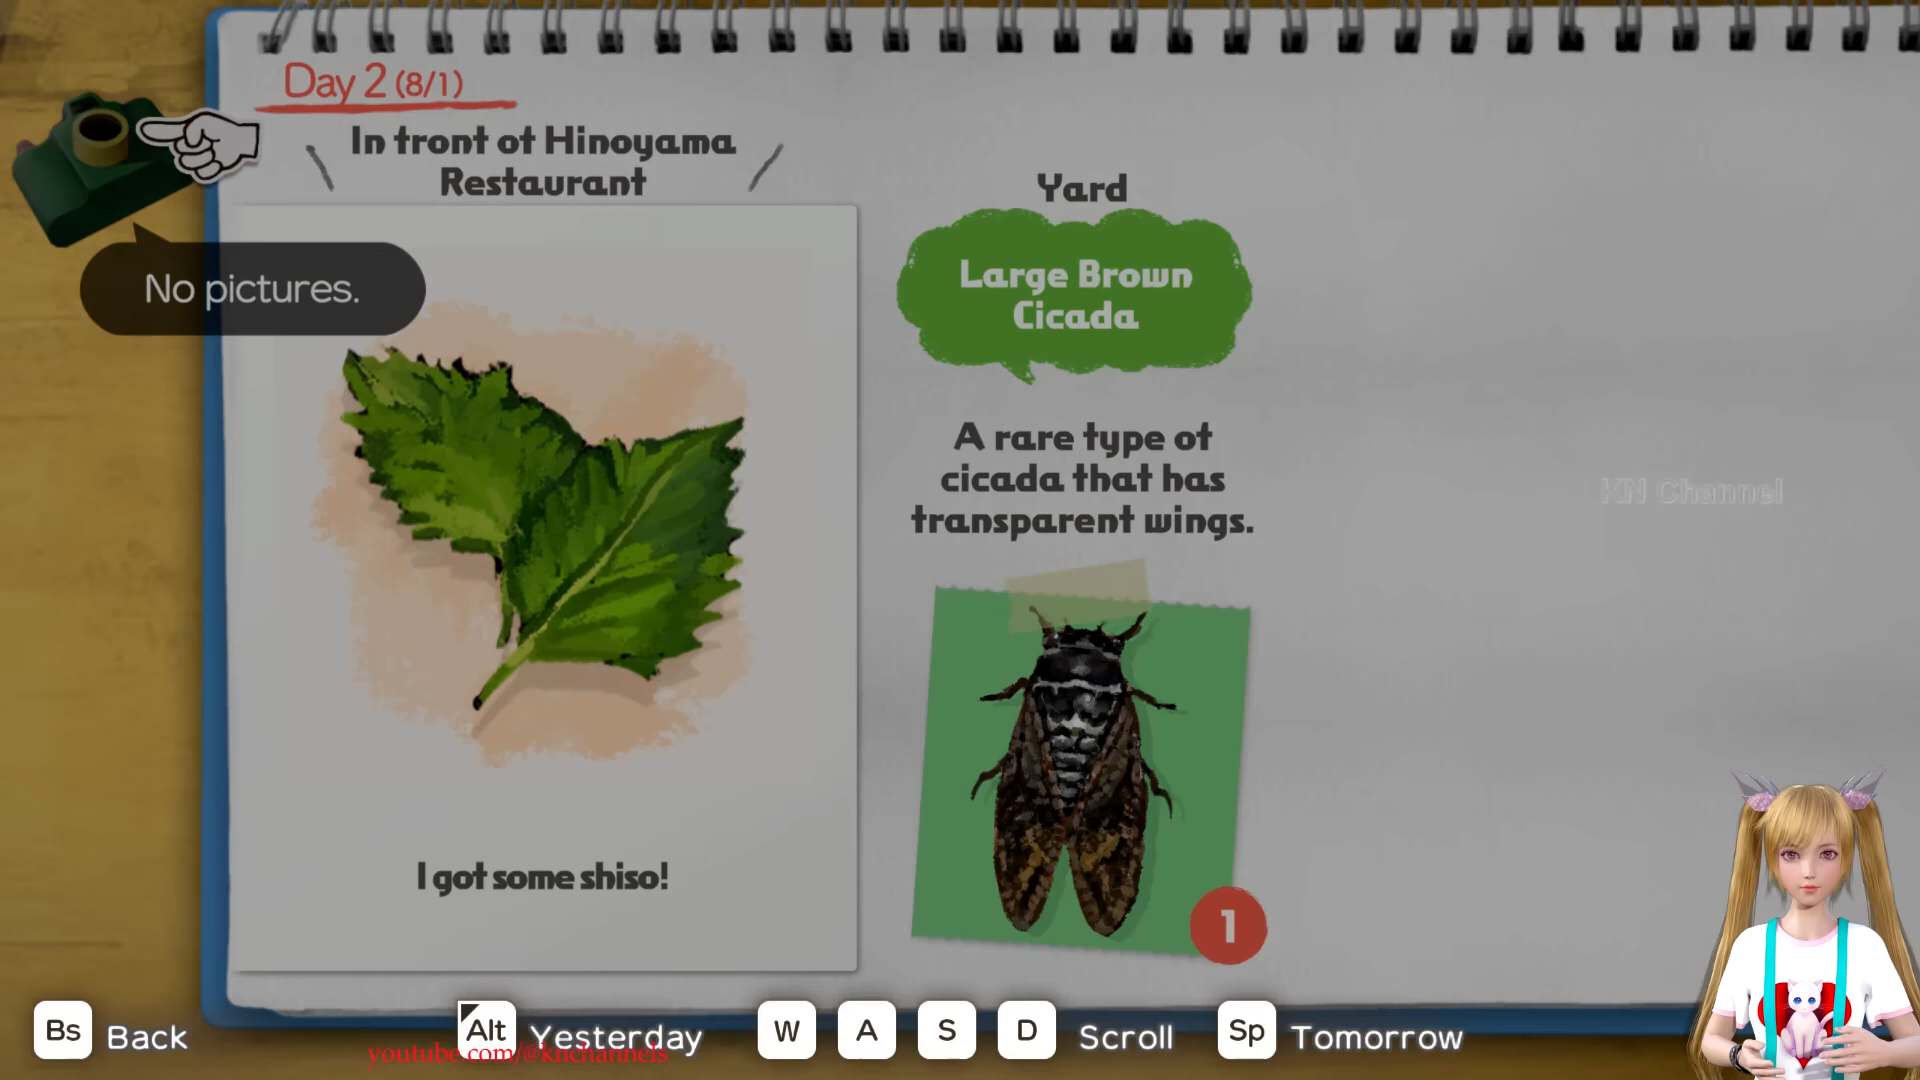 Day 2 (8/1)
In front of Hinoyama
Restaurant
No pictures.
I got some shiso!
Yard
Large Brown
Cicada
A rare type of
cicada that has
transparent wings.
1
KN Channel
Bs Back
Alt Yesterday
W A S D Scroll
Sp Tomorrow
youtube.com/@knchannels